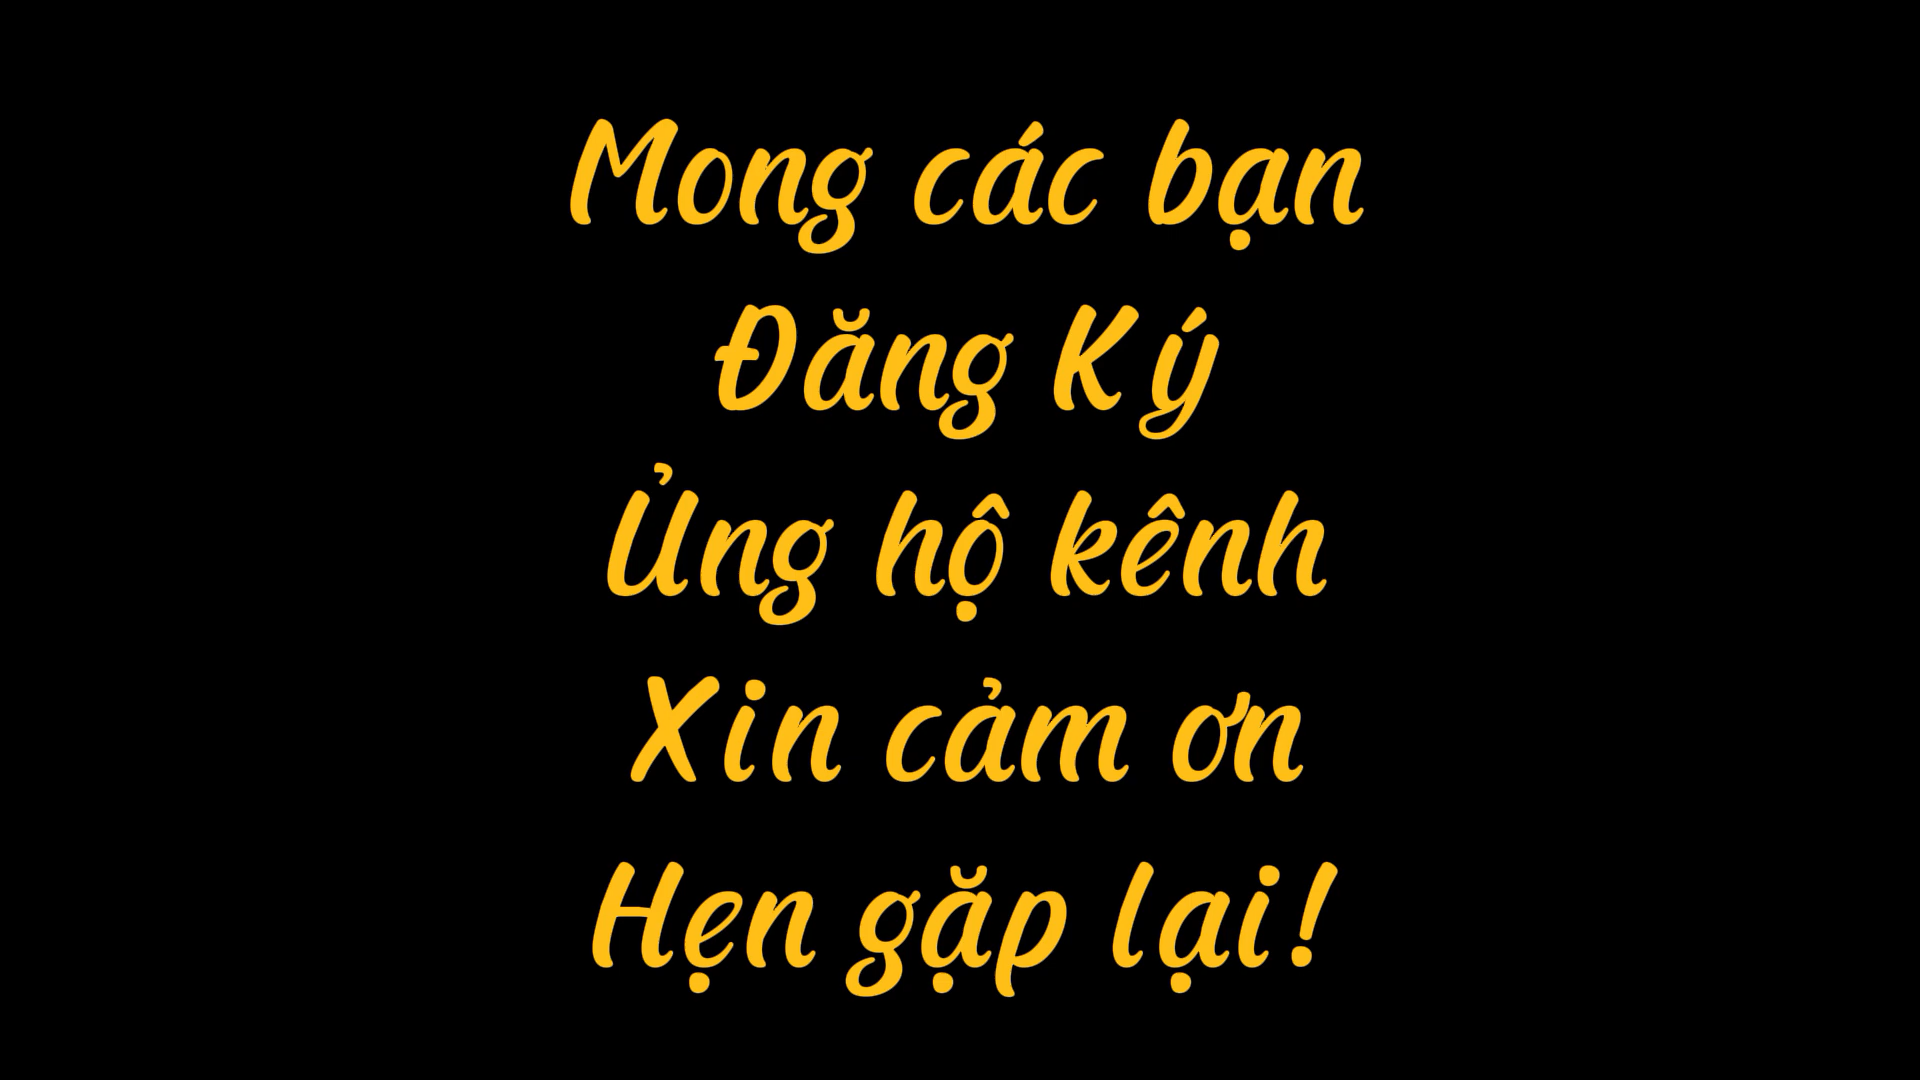 Mong các bạn
Đăng Ký
Ủng hộ kênh
Xin cảm ơn
Hẹn gặp lại!